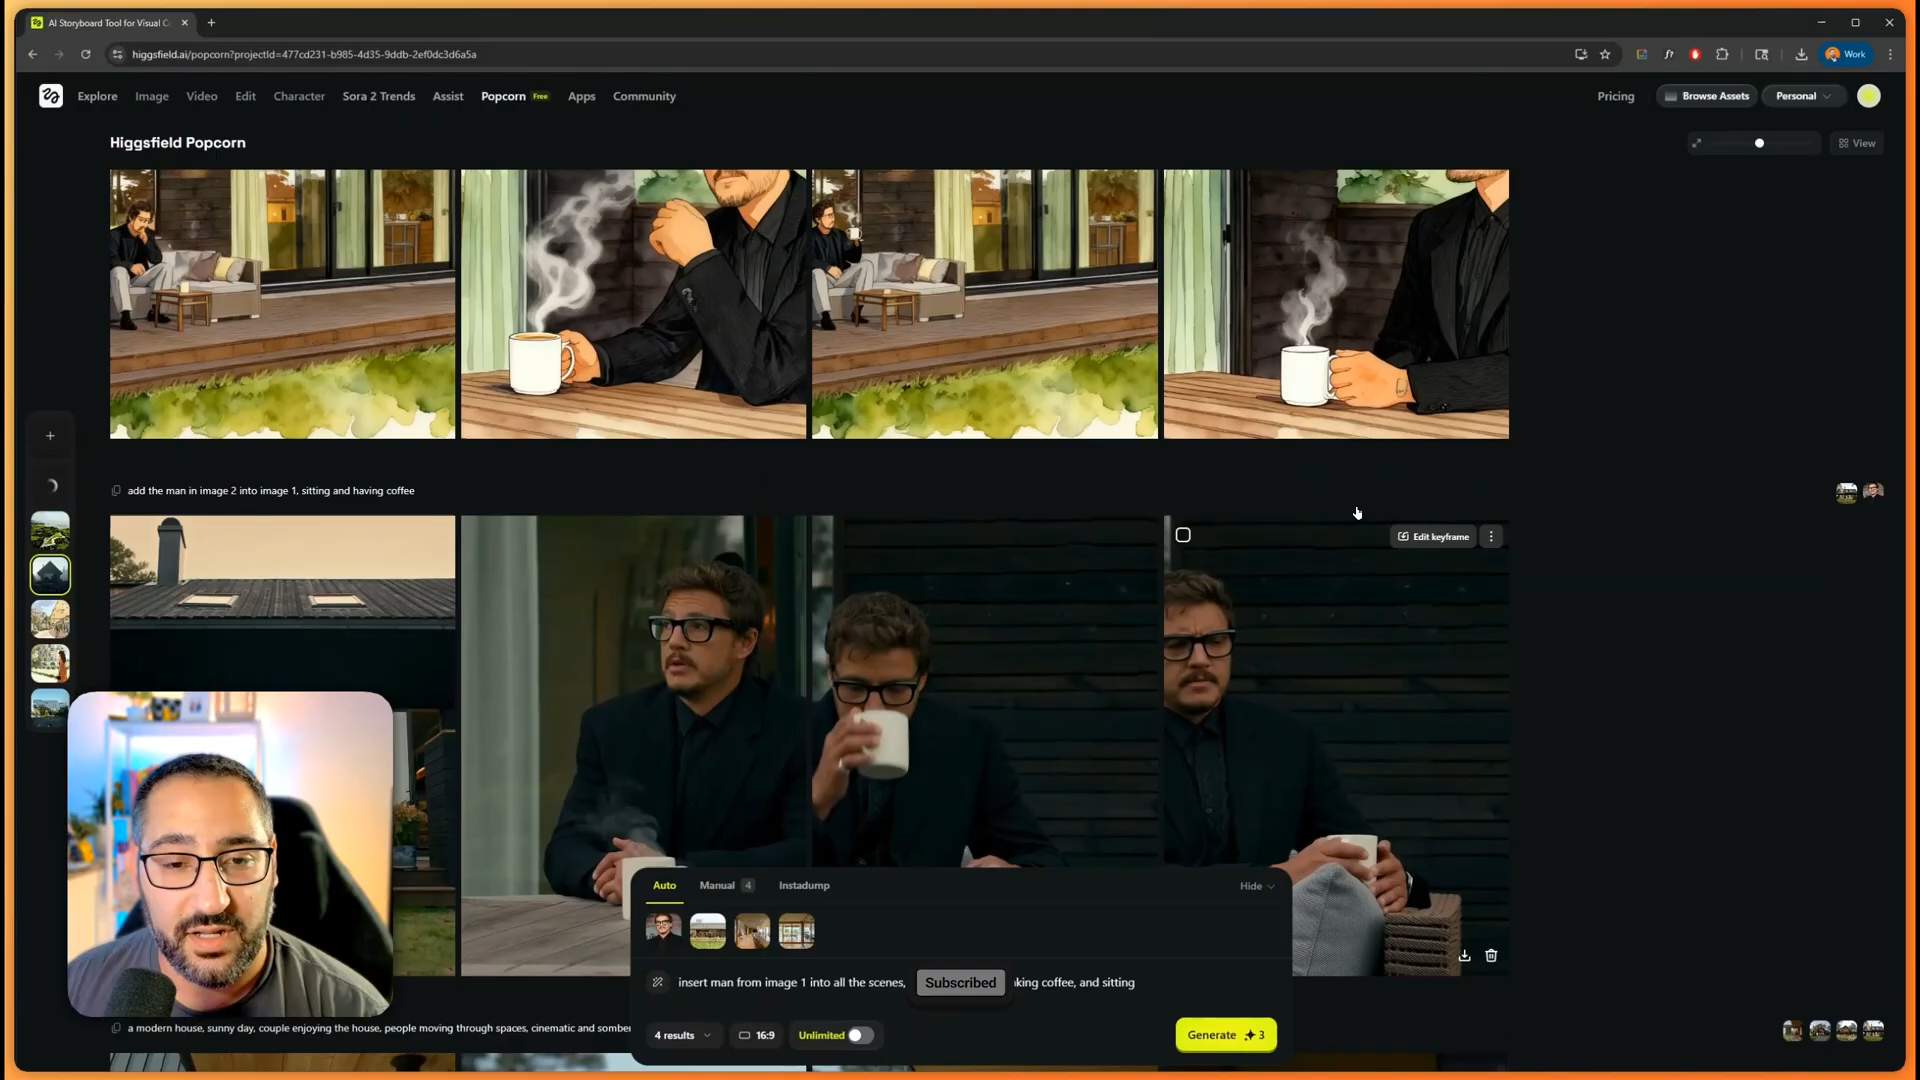 AI Storyboard Tool for Visual C
higgsfield.ai/popcorn?projectId=477cd231-b985-4d35-9ddb-2ef0dc3d6a5a
Work
Explore Image Video Edit Character Sora 2 Trends Assist Popcorn Free Apps Community
Pricing Browse Assets Personal
Higgsfield Popcorn
View
add the man in image 2 into image 1, sitting and having coffee
Edit keyframe
Auto Manual 4 Instadump Hide
insert man from image 1 into all the scenes, Subscribed king coffee, and sitting
a modern house, sunny day, couple enjoying the house, people moving through spaces, cinematic and somber
4 results 16:9 Unlimited Generate 3